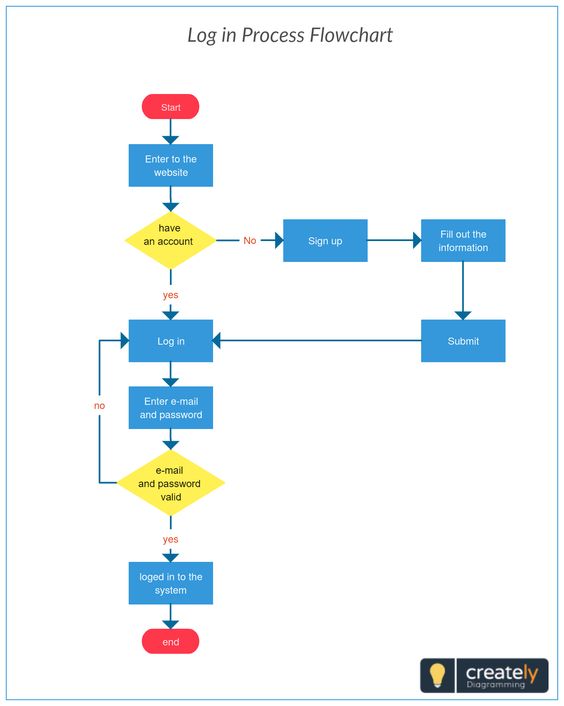 Log in Process Flowchart
Start
Enter to the
website
have
an account
No
Sign up
Fill out the
information
yes
Log in
Submit
no
Enter e-mail
and password
e-mail
and password
valid
yes
loged in to the
system
end
creately
Diagramming